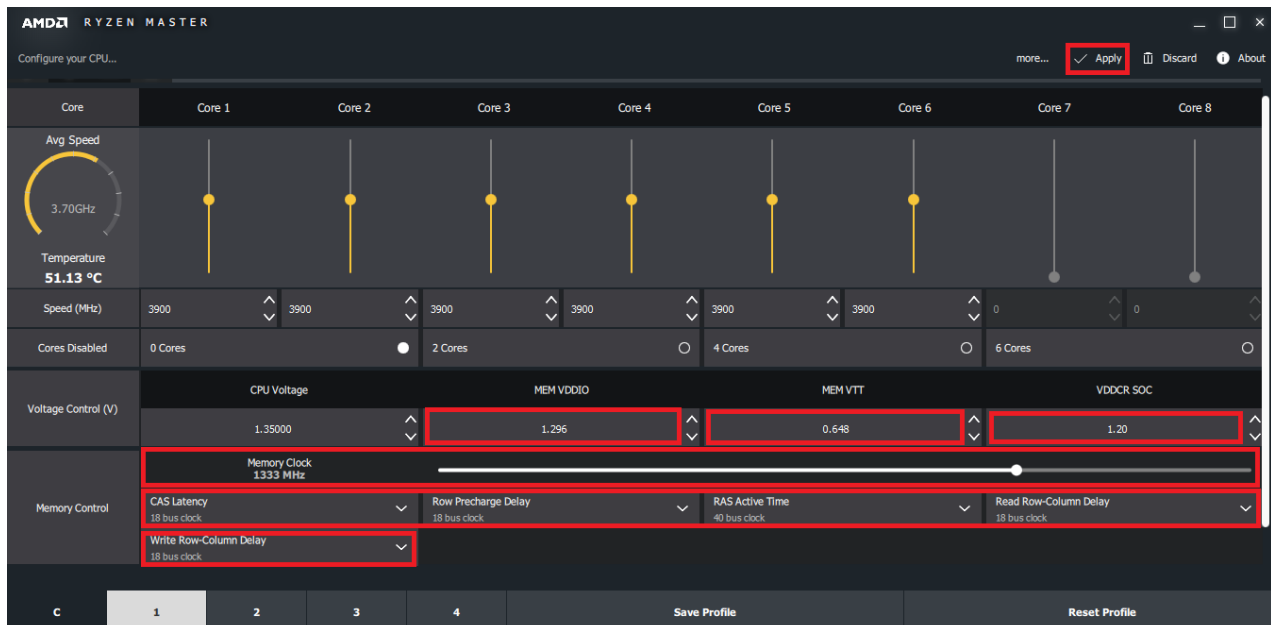 AMD RYZEN MASTER
Configure your CPU...
more... Apply Discard About
Core Core 1 Core 2 Core 3 Core 4 Core 5 Core 6 Core 7 Core 8
Avg Speed
3.70GHz
Temperature
51.13 ºC
Speed (MHz) 3900 3900 3900 3900 3900 3900 0 0
Cores Disabled 0 Cores 2 Cores 4 Cores 6 Cores
Voltage Control (V)
CPU Voltage MEM VDDIO MEM VTT VDDCR SOC
1.35000 1.296 0.648 1.20
Memory Control
Memory Clock
1333 MHz
CAS Latency Row Precharge Delay RAS Active Time Read Row-Column Delay
18 bus clock 18 bus clock 40 bus clock 18 bus clock
Write Row-Column Delay
18 bus clock
C 1 2 3 4 Save Profile Reset Profile